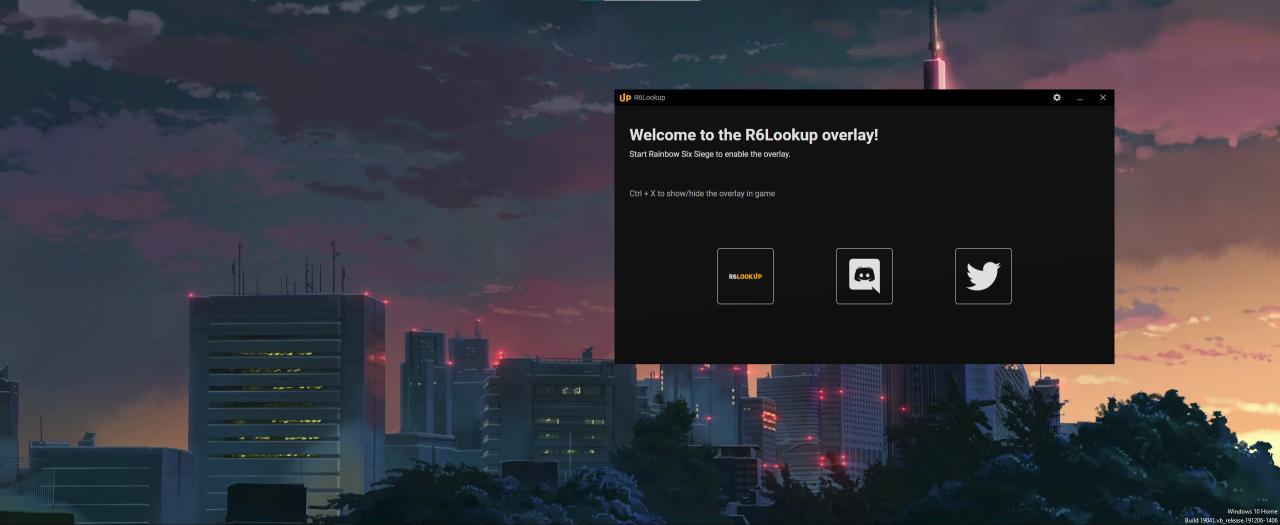 UP R6Lookup
Welcome to the R6Lookup overlay!
Start Rainbow Six Siege to enable the overlay.
Ctrl + X to show/hide the overlay in game
R6LOOKUP
Windows 10 Home
Build 19041.vb_release.191206-1406